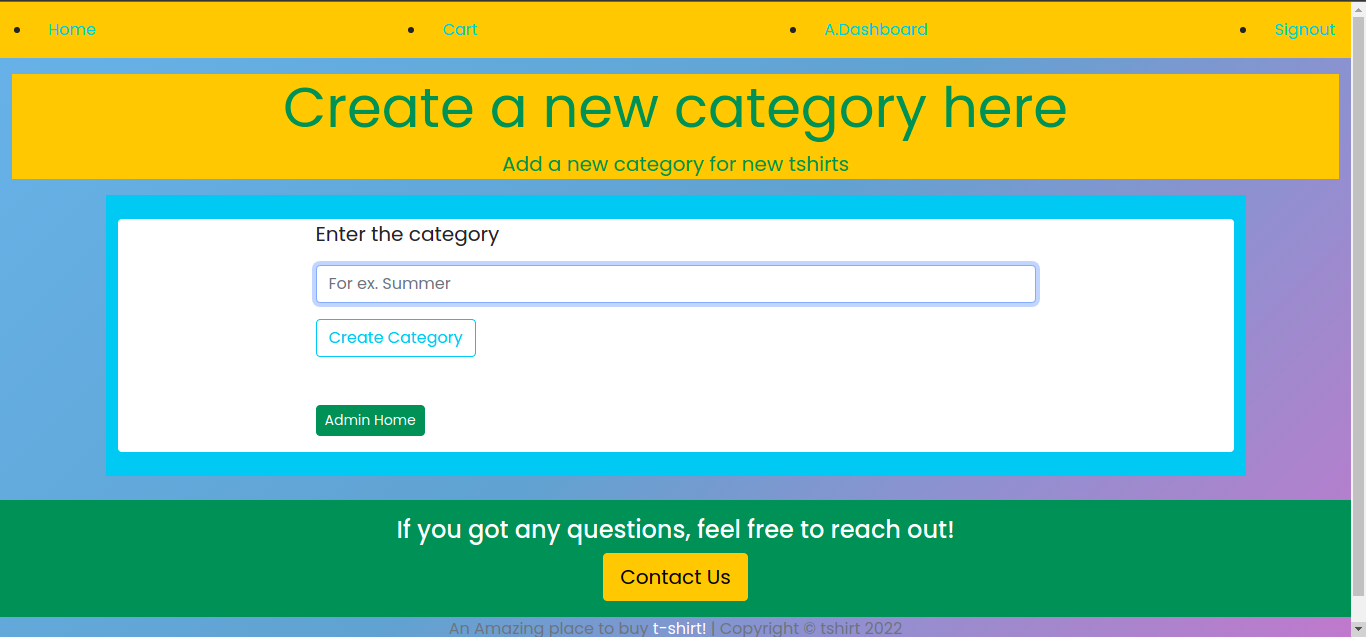 Home Cart A.Dashboard Signout
Create a new category here
Add a new category for new tshirts
Enter the category
For ex. Summer
Create Category
Admin Home
If you got any questions, feel free to reach out!
Contact Us
An Amazing place to buy t-shirt! | Copyright © tshirt 2022